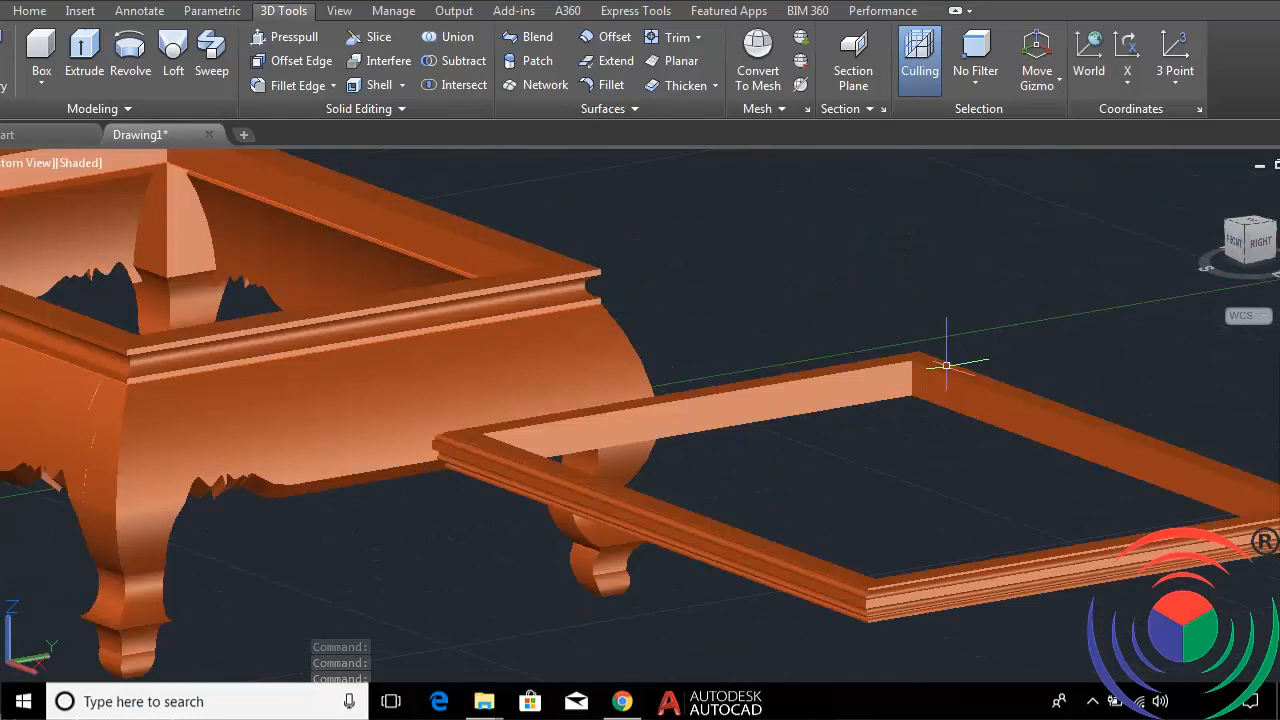 Home Insert Annotate Parametric 3D Tools View Manage Output Add-ins A360 Express Tools Featured Apps BIM 360 Performance
Presspull Slice Union Blend Offset Trim
Offset Edge Interfere Subtract Patch Extend Planar
Fillet Edge Shell Intersect Network Fillet Thicken
Box Extrude Revolve Loft Sweep Convert To Mesh Section Plane Culling No Filter Move Gizmo World X 3 Point
Modeling Solid Editing Surfaces Mesh Section Selection Coordinates
art Drawing1*
tom View][Shaded]
FRONT RIGHT
S
WCS
®
Z
Y
X
Command:
Command:
Command:
Type here to search
AUTODESK
AUTOCAD